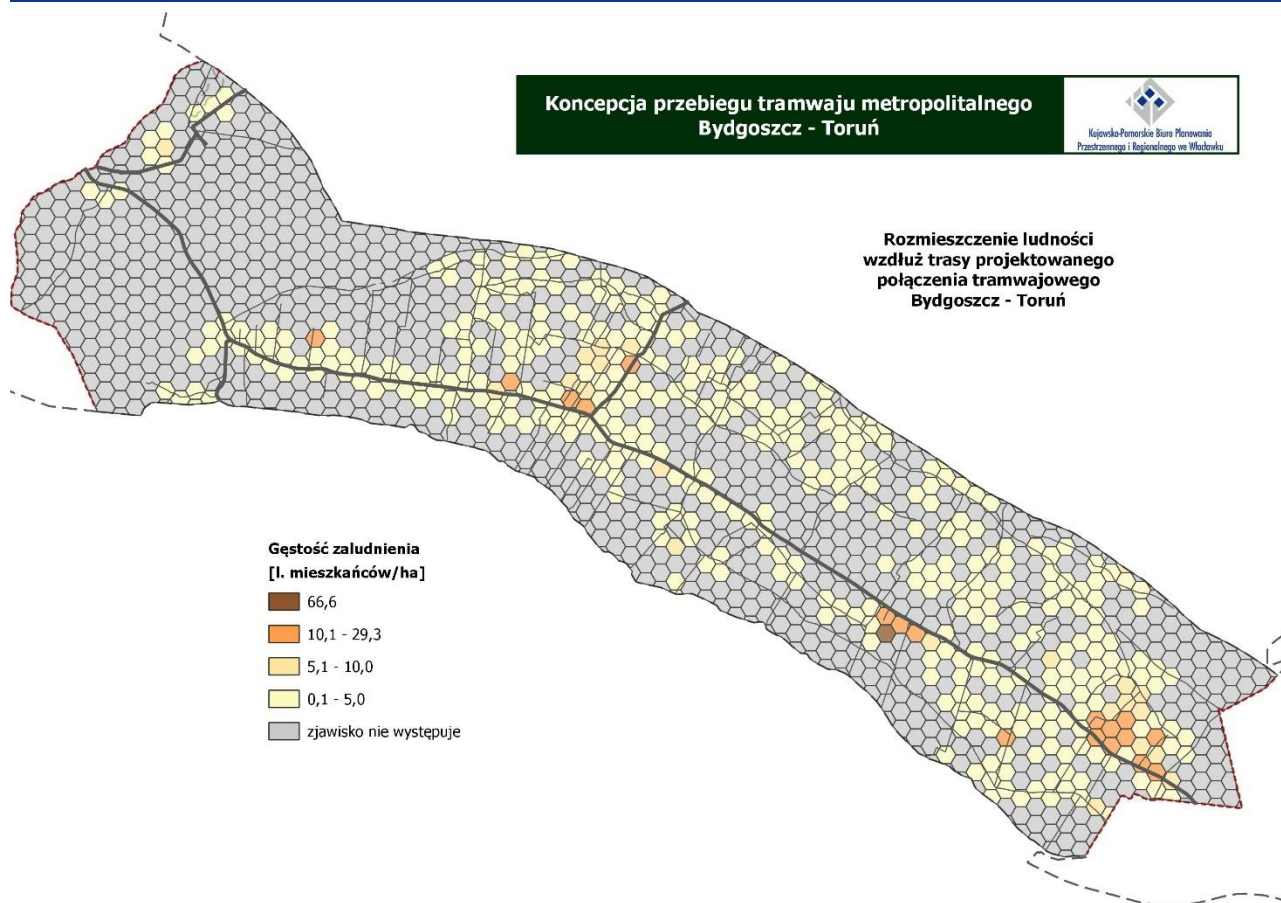 Koncepcja przebiegu tramwaju metropolitalnego
Bydgoszcz - Toruń
Kujawsko-Pomorskie Biuro Planowania
Przestrzennego i Regionalnego we Włocławku
Rozmieszczenie ludności
wzdłuż trasy projektowanego
połączenia tramwajowego
Bydgoszcz - Toruń
Gęstość zaludnienia
[l. mieszkańców/ha]
66,6
10,1 - 29,3
5,1 - 10,0
0,1 - 5,0
zjawisko nie występuje